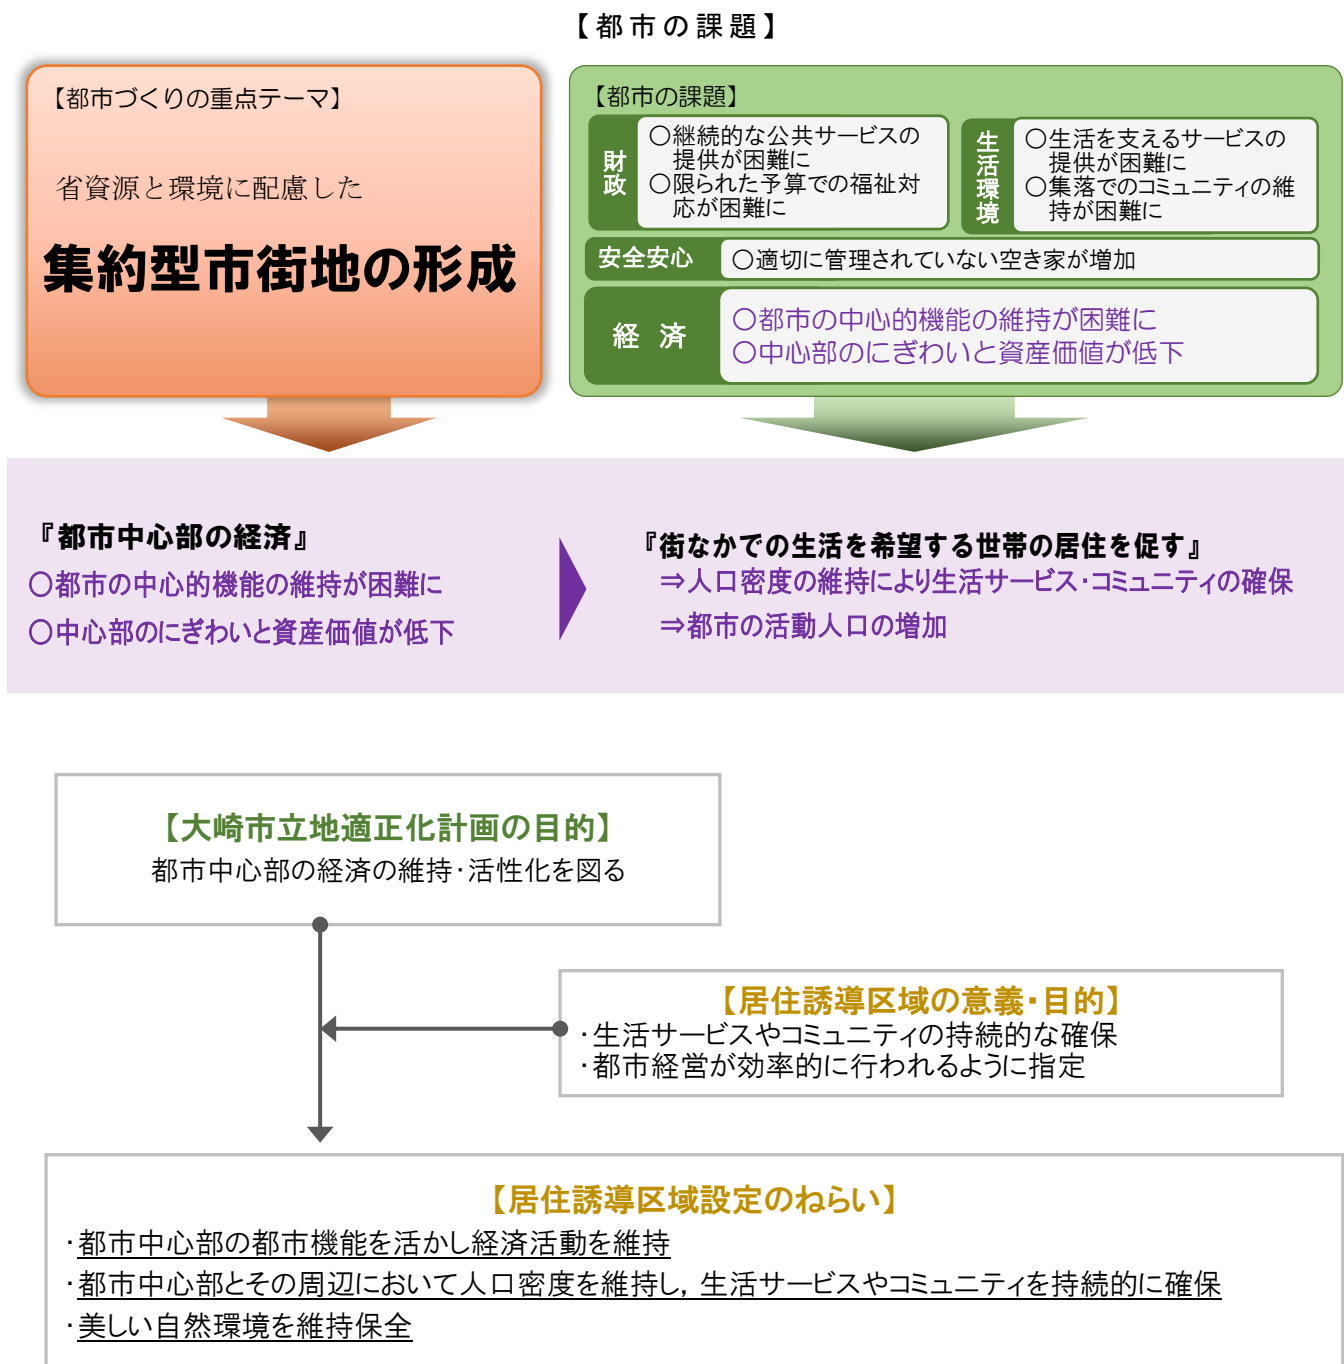 【都市の課題】
【都市づくりの重点テーマ】
省資源と環境に配慮した
集約型市街地の形成
【都市の課題】
財政
○継続的な公共サービスの
提供が困難に
○限られた予算での福祉対
応が困難に
生活環境
○生活を支えるサービスの
提供が困難に
○集落でのコミュニティの維
持が困難に
安全安心
○適切に管理されていない空き家が増加
経 済
○都市の中心的機能の維持が困難に
○中心部のにぎわいと資産価値が低下
『都市中心部の経済』
○都市の中心的機能の維持が困難に
○中心部のにぎわいと資産価値が低下
『街なかでの生活を希望する世帯の居住を促す』
⇒人口密度の維持により生活サービス・コミュニティの確保
⇒都市の活動人口の増加
【大崎市立地適正化計画の目的】
都市中心部の経済の維持・活性化を図る
【居住誘導区域の意義・目的】
・生活サービスやコミュニティの持続的な確保
・都市経営が効率的に行われるように指定
【居住誘導区域設定のねらい】
・都市中心部の都市機能を活かし経済活動を維持
・都市中心部とその周辺において人口密度を維持し，生活サービスやコミュニティを持続的に確保
・美しい自然環境を維持保全